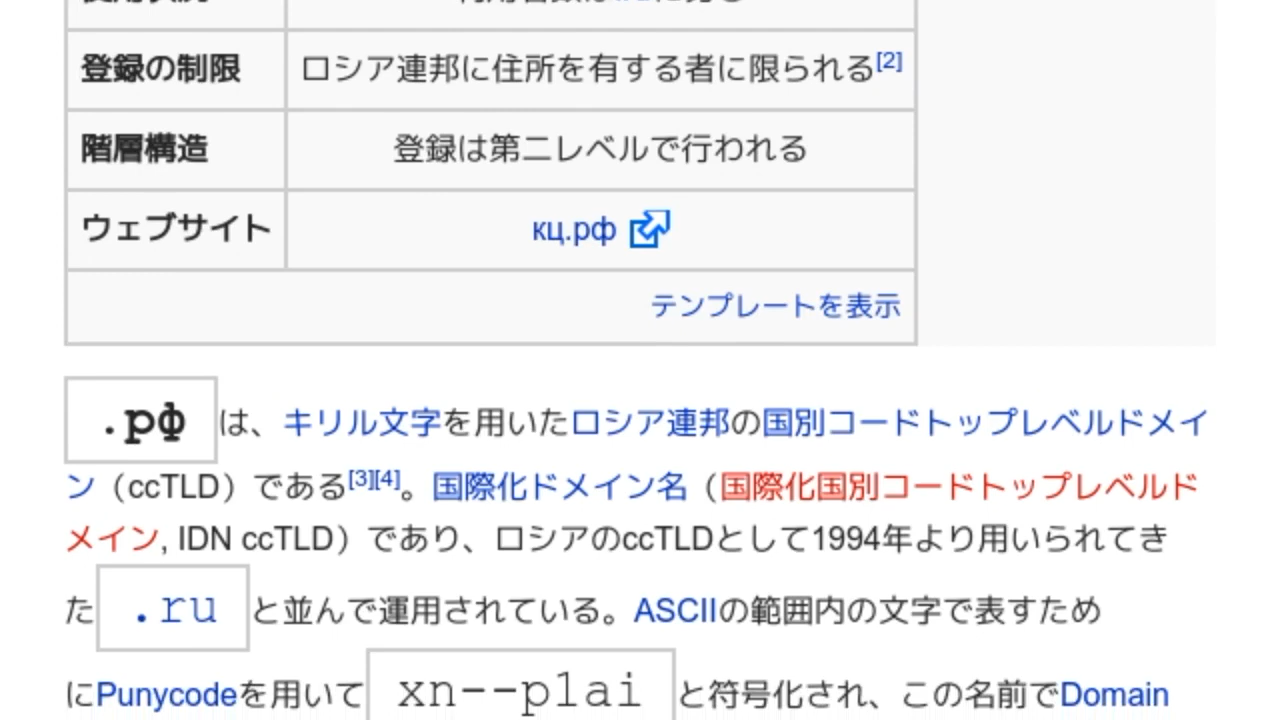 登録の制限 ロシア連邦に住所を有する者に限られる[2]
階層構造 登録は第二レベルで行われる
ウェブサイト кц.рф
テンプレートを表示
.рф は、キリル文字を用いたロシア連邦の国別コードトップレベルドメイ
ン（ccTLD）である[3][4]。国際化ドメイン名（国際化国別コードトップレベルド
メイン, IDN ccTLD）であり、ロシアのccTLDとして1994年より用いられてき
た .ru と並んで運用されている。ASCIIの範囲内の文字で表すため
にPunycodeを用いて xn--p1ai と符号化され、この名前でDomain